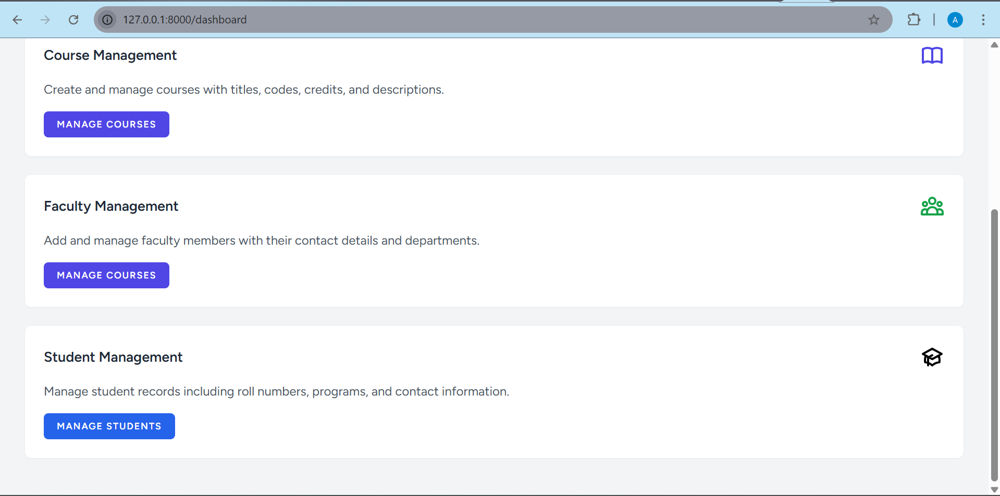 127.0.0.1:8000/dashboard
A
Course Management
Create and manage courses with titles, codes, credits, and descriptions.
MANAGE COURSES
Faculty Management
Add and manage faculty members with their contact details and departments.
MANAGE COURSES
Student Management
Manage student records including roll numbers, programs, and contact information.
MANAGE STUDENTS